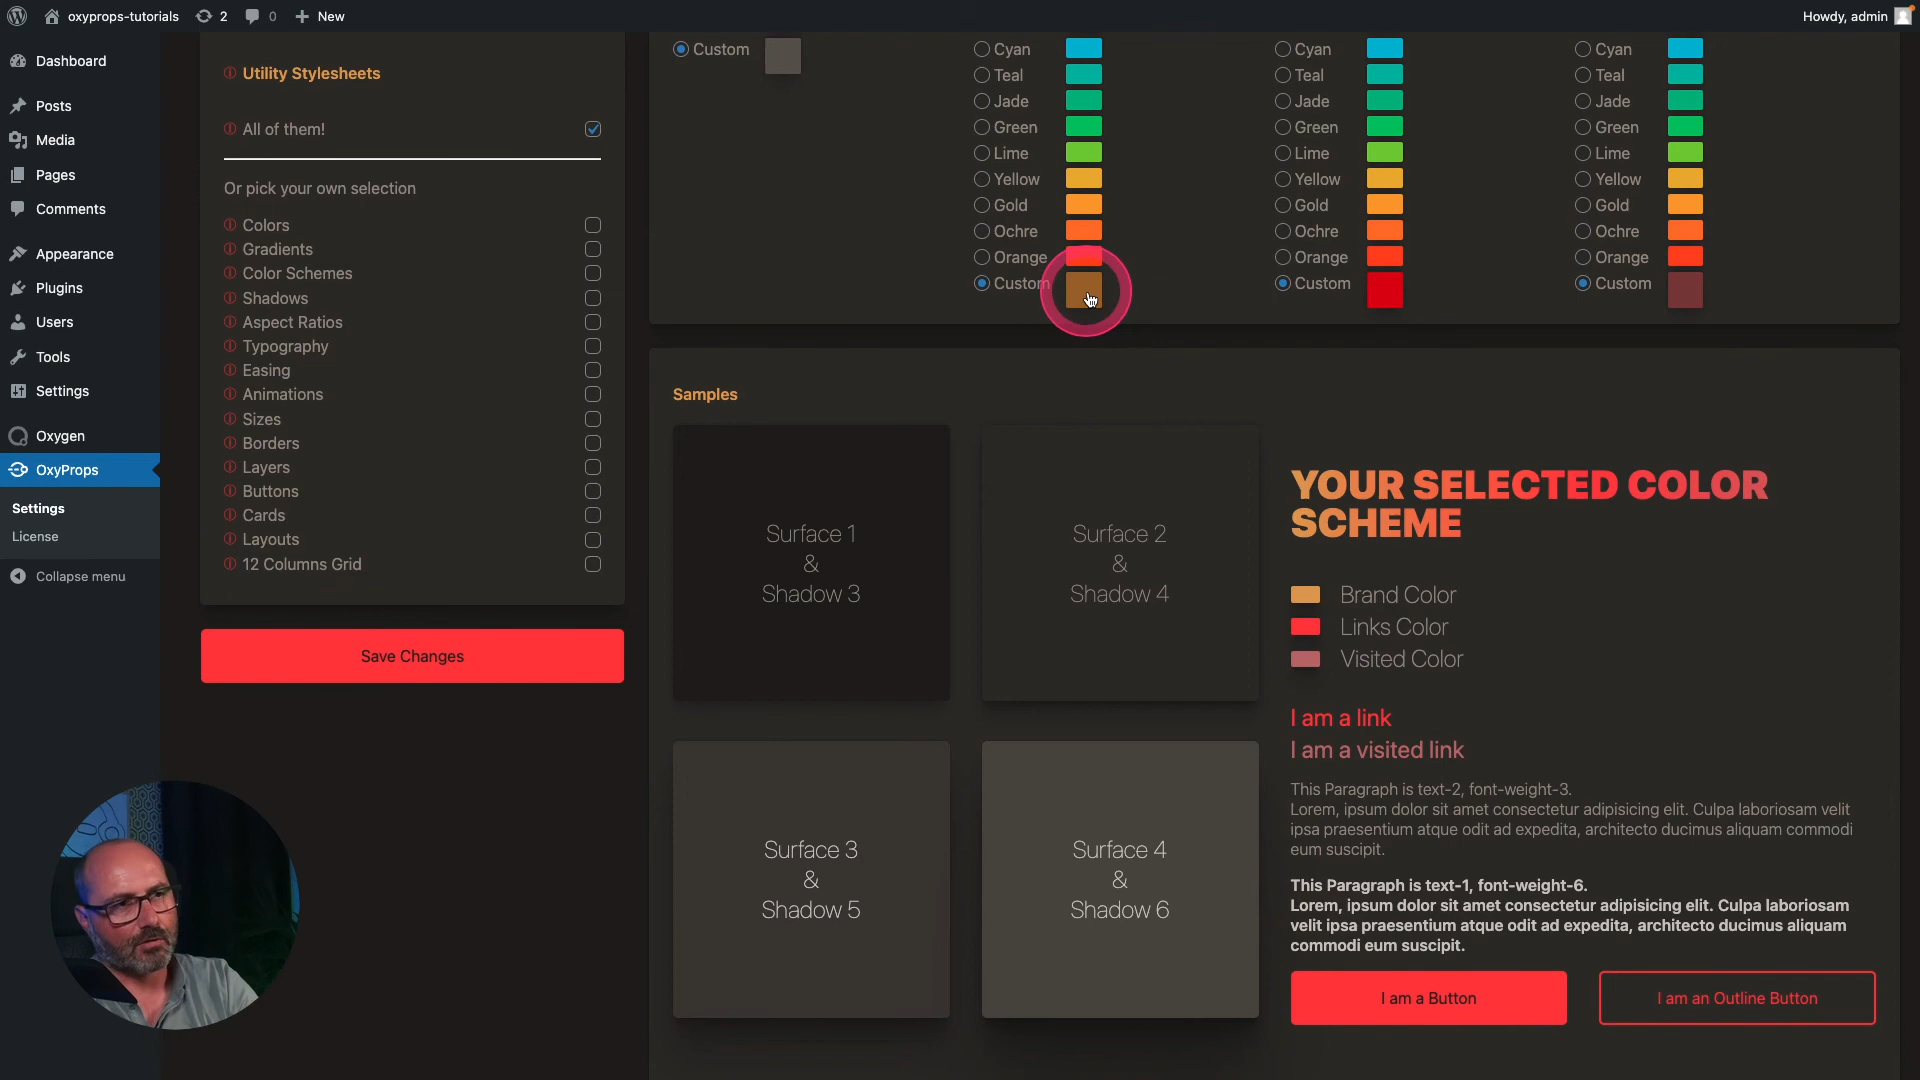 oxyprops-tutorials
2
0
New
Howdy, admin
Dashboard
Posts
Media
Pages
Comments
Appearance
Plugins
Users
Tools
Settings
Oxygen
OxyProps
Settings
License
Collapse menu
Utility Stylesheets
All of them!
Or pick your own selection
Colors
Gradients
Color Schemes
Shadows
Aspect Ratios
Typography
Easing
Animations
Sizes
Borders
Layers
Buttons
Cards
Layouts
12 Columns Grid
Save Changes
Custom
Cyan
Teal
Jade
Green
Lime
Yellow
Gold
Ochre
Orange
Custom
Cyan
Teal
Jade
Green
Lime
Yellow
Gold
Ochre
Orange
Custom
Cyan
Teal
Jade
Green
Lime
Yellow
Gold
Ochre
Orange
Custom
Samples
Surface 1
&
Shadow 3
Surface 2
&
Shadow 4
Surface 3
&
Shadow 5
Surface 4
&
Shadow 6
YOUR SELECTED COLOR
SCHEME
Brand Color
Links Color
Visited Color
I am a link
I am a visited link
This Paragraph is text-2, font-weight-3.
Lorem, ipsum dolor sit amet consectetur adipisicing elit. Culpa laboriosam velit
ipsa praesentium atque odit ad expedita, architecto ducimus aliquam commodi
eum suscipit.
This Paragraph is text-1, font-weight-6.
Lorem, ipsum dolor sit amet consectetur adipisicing elit. Culpa laboriosam
velit ipsa praesentium atque odit ad expedita, architecto ducimus aliquam
commodi eum suscipit.
I am a Button
I am an Outline Button